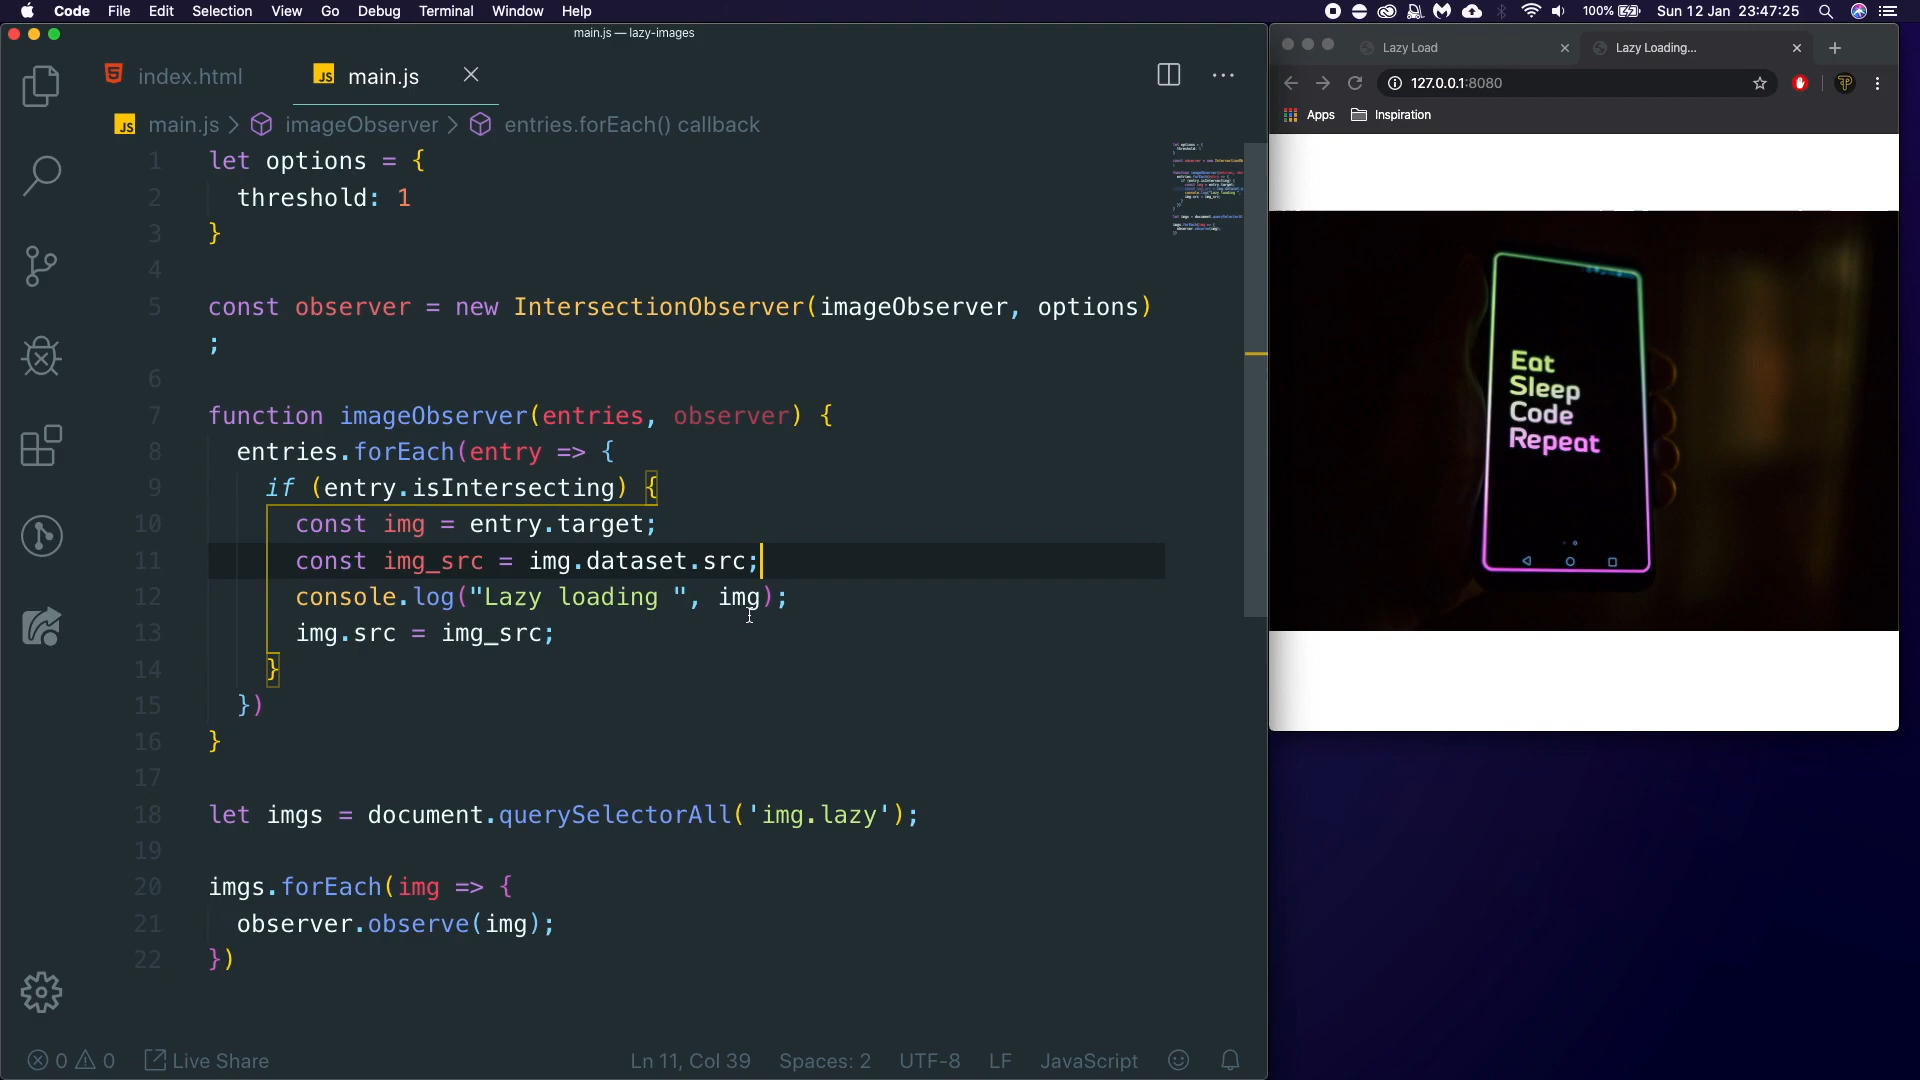 Code File Edit Selection View Go Debug Terminal Window Help
100% Sun 12 Jan 23:47:25
main.js — lazy-images
index.html
JS main.js
JS main.js > imageObserver > entries.forEach() callback
1 let options = {
2 threshold: 1
3 }
4
5 const observer = new IntersectionObserver(imageObserver, options)
;
6
7 function imageObserver(entries, observer) {
8 entries.forEach(entry => {
9 if (entry.isIntersecting) {
10 const img = entry.target;
11 const img_src = img.dataset.src;
12 console.log("Lazy loading ", img);
13 img.src = img_src;
14 }
15 })
16 }
17
18 let imgs = document.querySelectorAll('img.lazy');
19
20 imgs.forEach(img => {
21 observer.observe(img);
22 })
0 0 Live Share
Ln 11, Col 39 Spaces: 2 UTF-8 LF JavaScript
Lazy Load
Lazy Loading...
127.0.0.1:8080
Apps Inspiration
Eat
Sleep
Code
Repeat